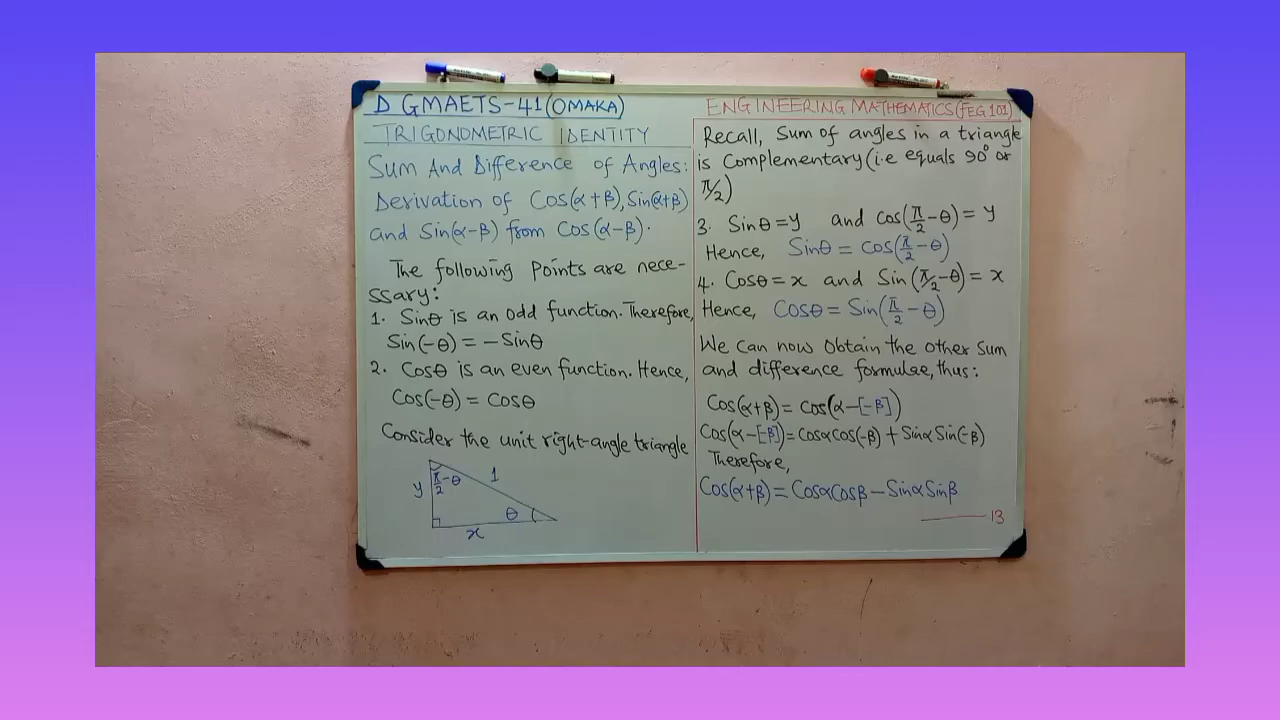 D GMAETS-41(OMAKA)
TRIGONOMETRIC IDENTITY
Sum And Difference of Angles:
Derivation of Cos(α+β), Sin(α+β)
and Sin(α-β) from Cos(α-β).
The following Points are nece-
ssary:
1. Sinθ is an odd function. Therefore,
Sin(-θ) = -Sinθ
2. Cosθ is an even function. Hence,
Cos(-θ) = Cosθ
Consider the unit right-angle triangle
π/2-θ 1
y
θ
x
ENGINEERING MATHEMATICS(FEG 101)
Recall, Sum of angles in a triangle
is Complementary(i.e equals 90° or
π/2)
3. Sinθ = y and Cos(π/2-θ) = y
Hence, Sinθ = Cos(π/2-θ)
4. Cosθ = x and Sin(π/2-θ) = x
Hence, Cosθ = Sin(π/2-θ)
We can now Obtain the other Sum
and difference formulae, thus:
Cos(α+β) = Cos(α-[-β])
Cos(α-[-β]) = CosαCos(-β) + SinαSin(-β)
Therefore,
Cos(α+β) = CosαCosβ - SinαSinβ
13